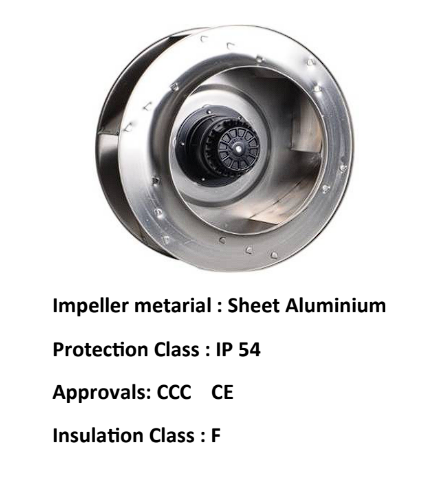 Impeller metarial : Sheet Aluminium
Protection Class : IP 54
Approvals: CCC CE
Insulation Class : F